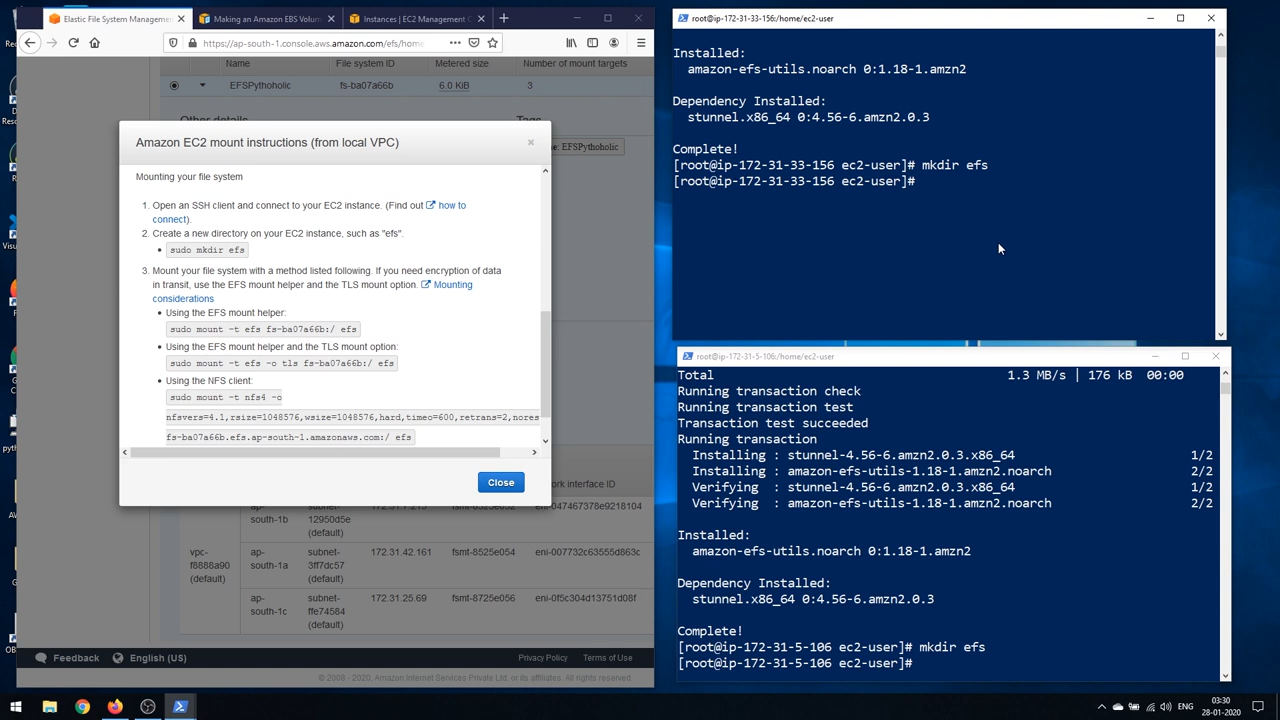 Elastic File System Manageme
Making an Amazon EBS Volum
Instances | EC2 Management C
https://ap-south-1.console.aws.amazon.com/efs/home
Name
File system ID
Metered size
Number of mount targets
EFSPythoholic
fs-ba07a66b
6.0 KiB
3
Other details
Tags
e: EFSPythoholic
Amazon EC2 mount instructions (from local VPC)
Mounting your file system
1. Open an SSH client and connect to your EC2 instance. (Find out how to
connect).
2. Create a new directory on your EC2 instance, such as "efs".
• sudo mkdir efs
3. Mount your file system with a method listed following. If you need encryption of data
in transit, use the EFS mount helper and the TLS mount option. Mounting
considerations
• Using the EFS mount helper:
sudo mount -t efs fs-ba07a66b:/ efs
• Using the EFS mount helper and the TLS mount option:
sudo mount -t efs -o tls fs-ba07a66b:/ efs
• Using the NFS client:
sudo mount -t nfs4 -o
nfsvers=4.1,rsize=1048576,wsize=1048576,hard,timeo=600,retrans=2,nores
fs-ba07a66b.efs.ap-south-1.amazonaws.com:/ efs
Close
ork interface ID
ap-
south-1b
subnet-
12950d5e
(default)
eni-047467378e9218104
vpc-
f8888a90
(default)
ap-
south-1a
subnet-
3ff7dc57
(default)
172.31.42.161
fsmt-8525e054
eni-007732c63555d863c
ap-
south-1c
subnet-
ffe74584
(default)
172.31.25.69
fsmt-8725e056
eni-0f5c304d13751d08f
Feedback
English (US)
Privacy Policy
Terms of Use
© 2008 - 2020, Amazon Internet Services Private Ltd. or its affiliates. All rights reserved.
root@ip-172-31-33-156:/home/ec2-user
Installed:
amazon-efs-utils.noarch 0:1.18-1.amzn2
Dependency Installed:
stunnel.x86_64 0:4.56-6.amzn2.0.3
Complete!
[root@ip-172-31-33-156 ec2-user]# mkdir efs
[root@ip-172-31-33-156 ec2-user]#
root@ip-172-31-5-106:/home/ec2-user
Total 1.3 MB/s | 176 kB 00:00
Running transaction check
Running transaction test
Transaction test succeeded
Running transaction
Installing : stunnel-4.56-6.amzn2.0.3.x86_64 1/2
Installing : amazon-efs-utils-1.18-1.amzn2.noarch 2/2
Verifying : stunnel-4.56-6.amzn2.0.3.x86_64 1/2
Verifying : amazon-efs-utils-1.18-1.amzn2.noarch 2/2
Installed:
amazon-efs-utils.noarch 0:1.18-1.amzn2
Dependency Installed:
stunnel.x86_64 0:4.56-6.amzn2.0.3
Complete!
[root@ip-172-31-5-106 ec2-user]# mkdir efs
[root@ip-172-31-5-106 ec2-user]#
ENG
03:30
28-01-2020